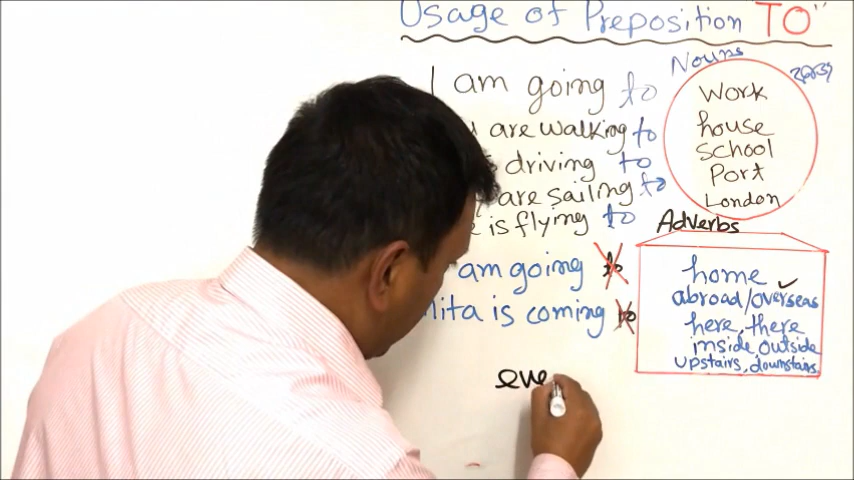 Usage of Preposition "TO"
Nouns
I am going to
work
are walking to
house
driving to
school
are sailing to
Port
is flying to
London
Adverbs
am going to
home
abroad/overseas
Mita is coming to
here, there
inside, outside
upstairs, downstairs
eve